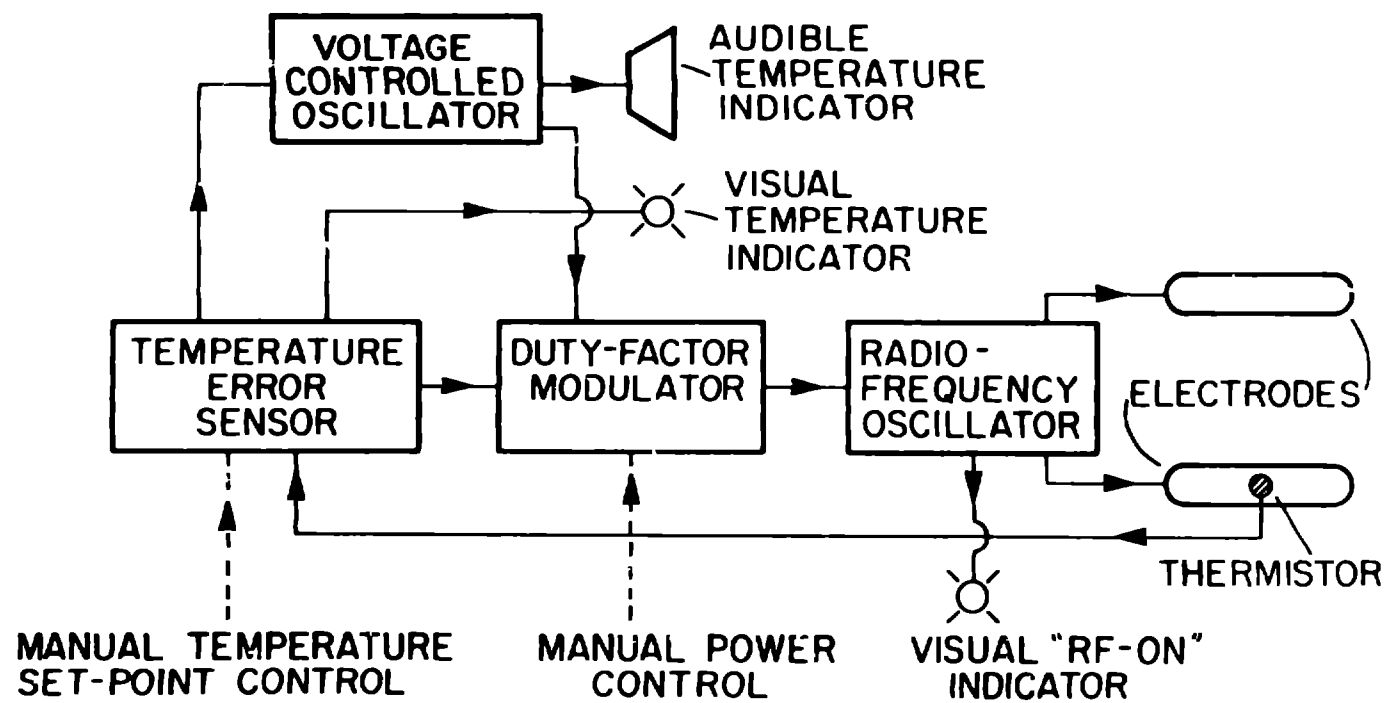 VOLTAGE
CONTROLLED
OSCILLATOR
AUDIBLE
TEMPERATURE
INDICATOR
VISUAL
TEMPERATURE
INDICATOR
TEMPERATURE
ERROR
SENSOR
DUTY-FACTOR
MODULATOR
RADIO-
FREQUENCY
OSCILLATOR
ELECTRODES
THERMISTOR
MANUAL TEMPERATURE
SET-POINT CONTROL
MANUAL POWER
CONTROL
VISUAL "RF-ON"
INDICATOR